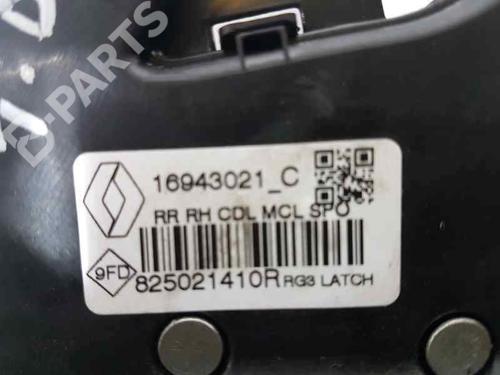 B-PARTS
16943021_C
RR RH CDL MCL SPO
9FD
825021410R RG3 LATCH